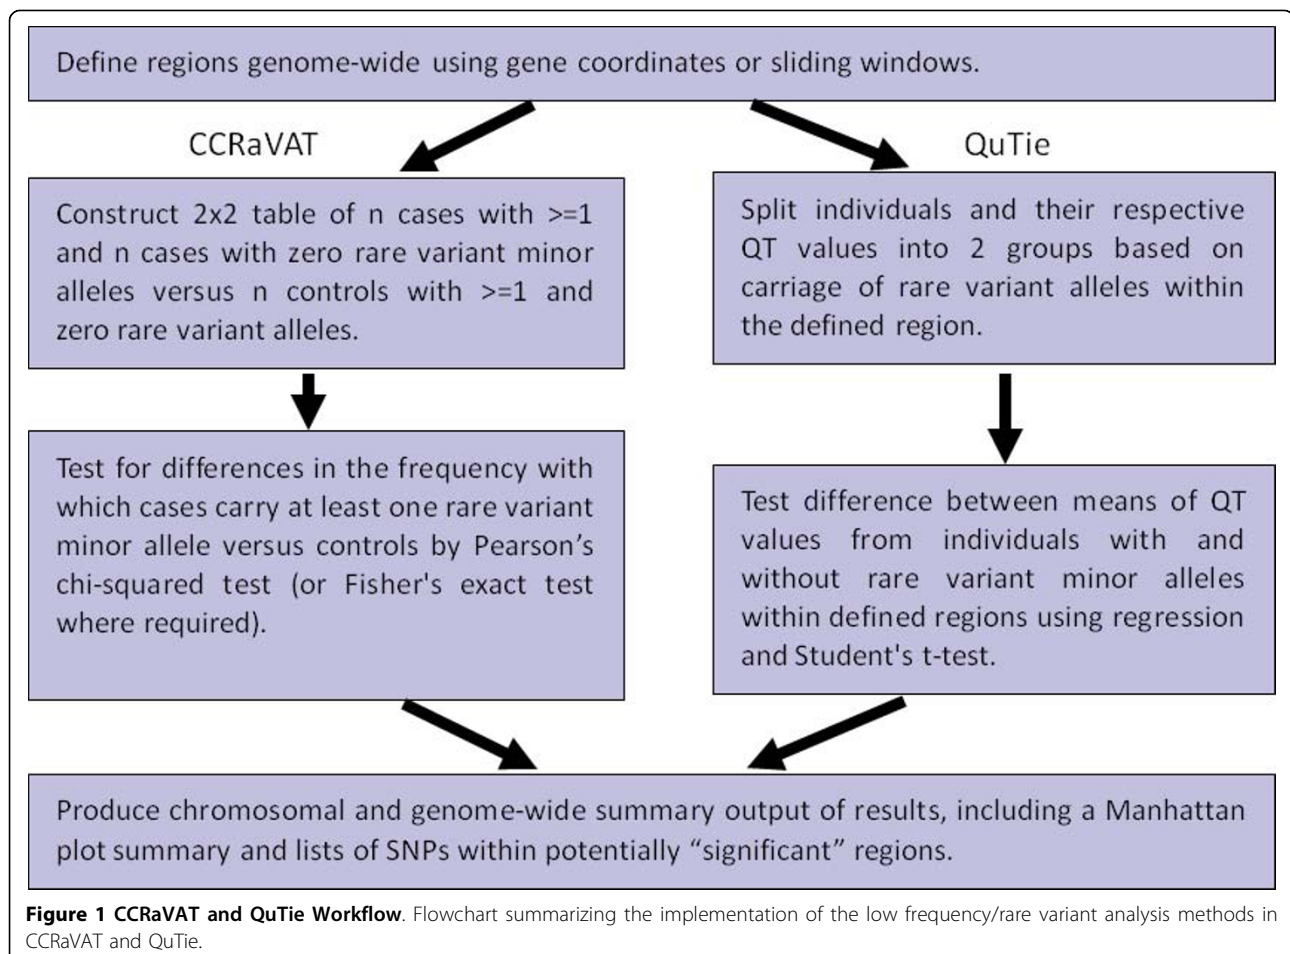 Define regions genome-wide using gene coordinates or sliding windows.
CCRaVAT
QuTie
Construct 2x2 table of n cases with >=1
and n cases with zero rare variant minor
alleles versus n controls with >=1 and
zero rare variant alleles.
Split individuals and their respective
QT values into 2 groups based on
carriage of rare variant alleles within
the defined region.
Test for differences in the frequency with
which cases carry at least one rare variant
minor allele versus controls by Pearson’s
chi-squared test (or Fisher's exact test
where required).
Test difference between means of QT
values from individuals with and
without rare variant minor alleles
within defined regions using regression
and Student's t-test.
Produce chromosomal and genome-wide summary output of results, including a Manhattan
plot summary and lists of SNPs within potentially “significant” regions.
Figure 1 CCRaVAT and QuTie Workflow. Flowchart summarizing the implementation of the low frequency/rare variant analysis methods in
CCRaVAT and QuTie.